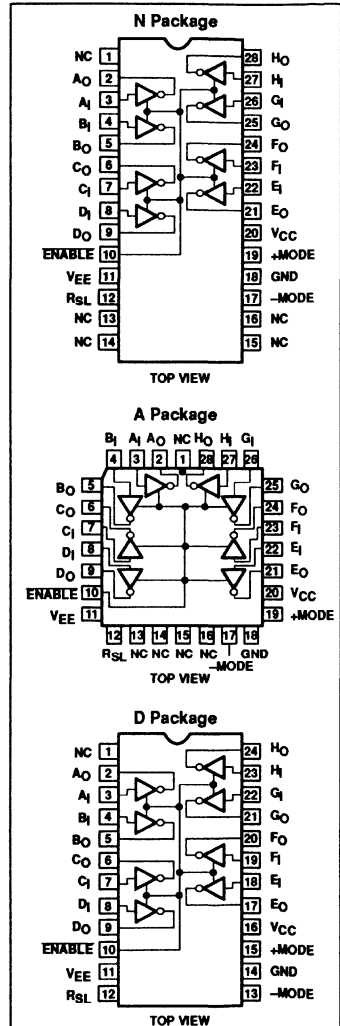 N Package
NC 1 28 HO
AO 2 27 HI
AI 3 26 GI
BI 4 25 GO
BO 5 24 FO
CO 6 23 FI
CI 7 22 EI
DI 8 21 EO
DO 9 20 VCC
ENABLE 10 19 +MODE
VEE 11 18 GND
RSL 12 17 –MODE
NC 13 16 NC
NC 14 15 NC
TOP VIEW
A Package
BI AI AO NC HO HI GI
4 3 2 1 28 27 26
BO 5 25 GO
CO 6 24 FO
CI 7 23 FI
DI 8 22 EI
DO 9 21 EO
ENABLE 10 20 VCC
VEE 11 19 +MODE
12 13 14 15 16 17 18
RSL NC NC NC NC GND
–MODE
TOP VIEW
D Package
NC 1 24 HO
AO 2 23 HI
AI 3 22 GI
BI 4 21 GO
BO 5 20 FO
CO 6 19 FI
CI 7 18 EI
DI 8 17 EO
DO 9 16 VCC
ENABLE 10 15 +MODE
VEE 11 14 GND
RSL 12 13 –MODE
TOP VIEW